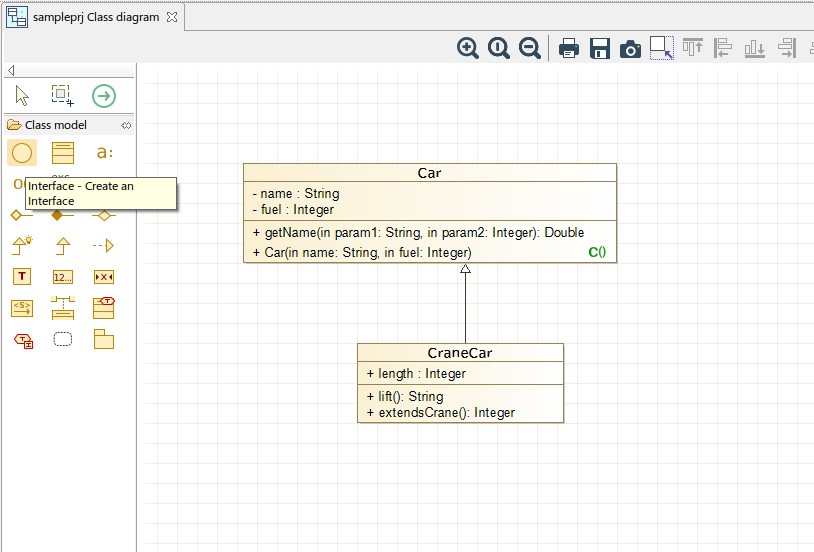 sampleprj Class diagram
Class model
a:
Interface - Create an
Interface
T
12...
X
<S>
T
T
Car
- name : String
- fuel : Integer
+ getName(in param1: String, in param2: Integer): Double
+ Car(in name: String, in fuel: Integer) C()
CraneCar
+ length : Integer
+ lift(): String
+ extendsCrane(): Integer